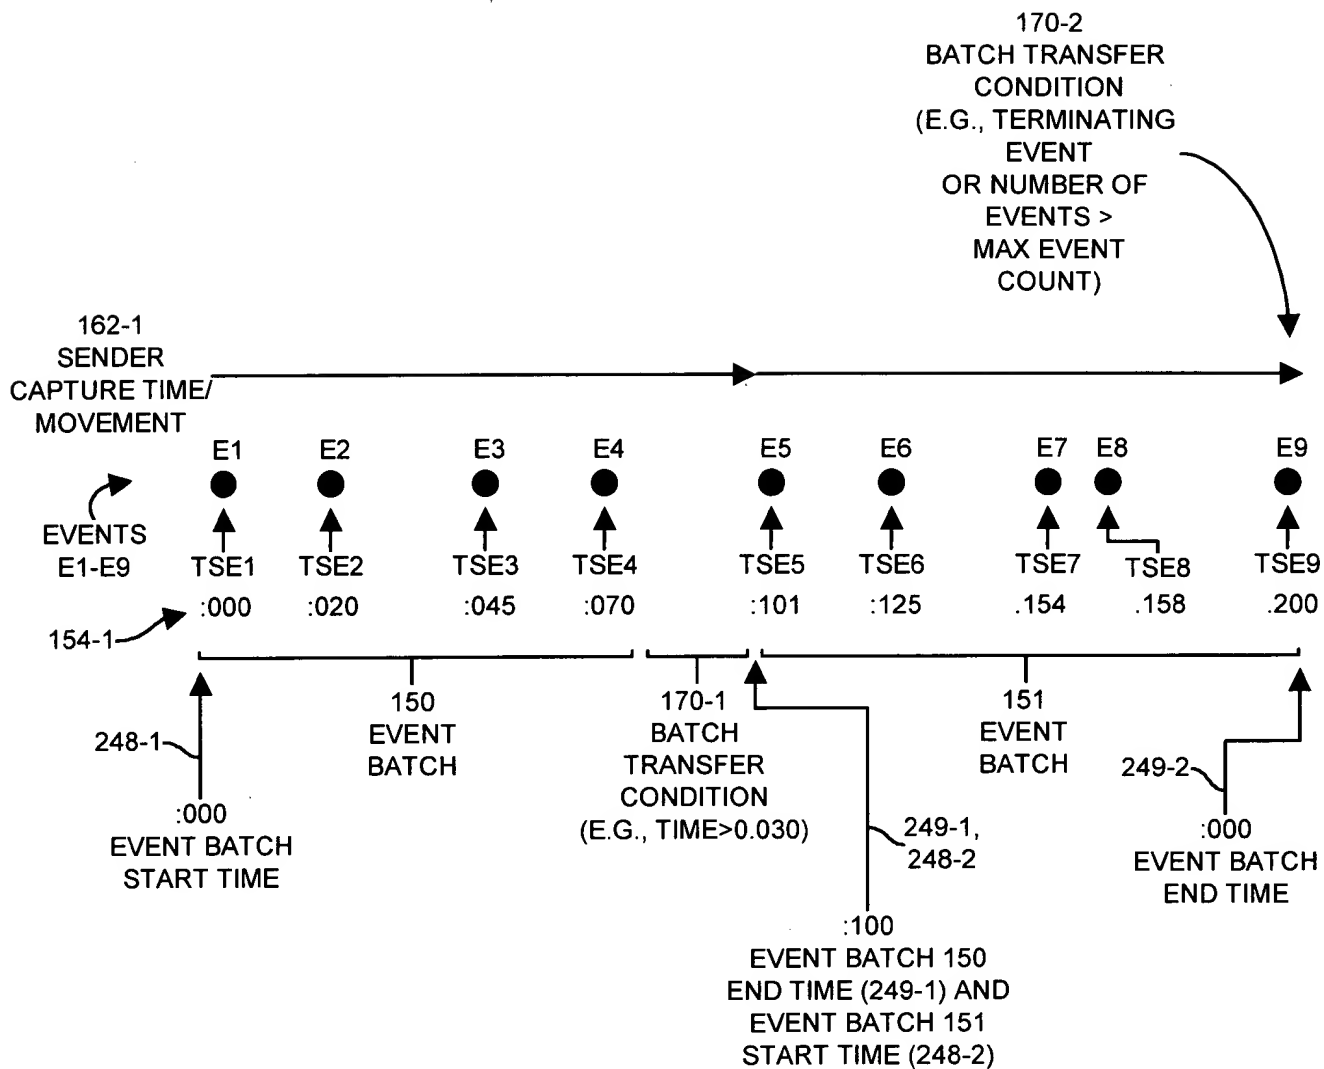 170-2
BATCH TRANSFER
CONDITION
(E.G., TERMINATING
EVENT
OR NUMBER OF
EVENTS >
MAX EVENT
COUNT)
162-1
SENDER
CAPTURE TIME/
MOVEMENT
E1 E2 E3 E4 E5 E6 E7 E8 E9
EVENTS
E1-E9
TSE1 TSE2 TSE3 TSE4 TSE5 TSE6 TSE7 TSE8 TSE9
:000 :020 :045 :070 :101 :125 .154 .158 .200
154-1
150
EVENT
BATCH
170-1
BATCH
TRANSFER
CONDITION
(E.G., TIME>0.030)
151
EVENT
BATCH
248-1
:000
EVENT BATCH
START TIME
249-1,
248-2
:100
EVENT BATCH 150
END TIME (249-1) AND
EVENT BATCH 151
START TIME (248-2)
249-2
:000
EVENT BATCH
END TIME